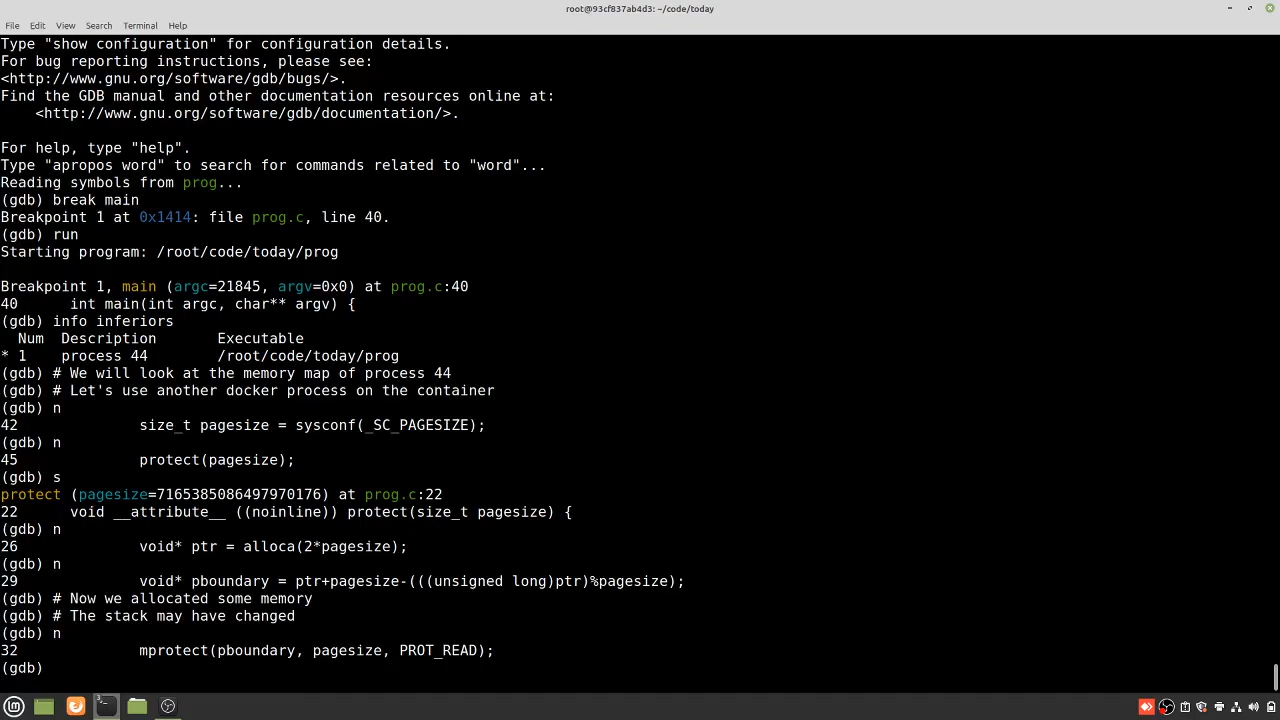 root@93cf837ab4d3: ~/code/today
File Edit View Search Terminal Help
Type "show configuration" for configuration details.
For bug reporting instructions, please see:
<http://www.gnu.org/software/gdb/bugs/>.
Find the GDB manual and other documentation resources online at:
    <http://www.gnu.org/software/gdb/documentation/>.

For help, type "help".
Type "apropos word" to search for commands related to "word"...
Reading symbols from prog...
(gdb) break main
Breakpoint 1 at 0x1414: file prog.c, line 40.
(gdb) run
Starting program: /root/code/today/prog

Breakpoint 1, main (argc=21845, argv=0x0) at prog.c:40
40      int main(int argc, char** argv) {
(gdb) info inferiors
  Num  Description       Executable
* 1    process 44        /root/code/today/prog
(gdb) # We will look at the memory map of process 44
(gdb) # Let's use another docker process on the container
(gdb) n
42              size_t pagesize = sysconf(_SC_PAGESIZE);
(gdb) n
45              protect(pagesize);
(gdb) s
protect (pagesize=7165385086497970176) at prog.c:22
22      void __attribute__ ((noinline)) protect(size_t pagesize) {
(gdb) n
26              void* ptr = alloca(2*pagesize);
(gdb) n
29              void* pboundary = ptr+pagesize-(((unsigned long)ptr)%pagesize);
(gdb) # Now we allocated some memory
(gdb) # The stack may have changed
(gdb) n
32              mprotect(pboundary, pagesize, PROT_READ);
(gdb)